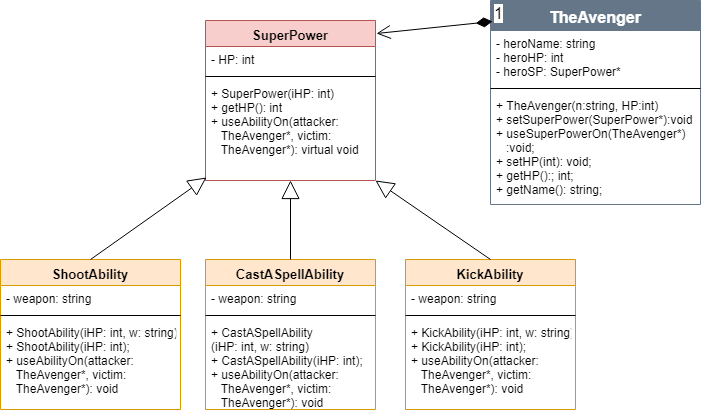 SuperPower
- HP: int
+ SuperPower(iHP: int)
+ getHP(): int
+ useAbilityOn(attacker:
TheAvenger*, victim:
TheAvenger*): virtual void
1
TheAvenger
- heroName: string
- heroHP: int
- heroSP: SuperPower*
+ TheAvenger(n:string, HP:int)
+ setSuperPower(SuperPower*):void
+ useSuperPowerOn(TheAvenger*)
:void;
+ setHP(int): void;
+ getHP():; int;
+ getName(): string;
ShootAbility
- weapon: string
+ ShootAbility(iHP: int, w: string)
+ ShootAbility(iHP: int);
+ useAbilityOn(attacker:
TheAvenger*, victim:
TheAvenger*): void
CastASpellAbility
- weapon: string
+ CastASpellAbility
(iHP: int, w: string)
+ CastASpellAbility(iHP: int);
+ useAbilityOn(attacker:
TheAvenger*, victim:
TheAvenger*): void
KickAbility
- weapon: string
+ KickAbility(iHP: int, w: string)
+ KickAbility(iHP: int);
+ useAbilityOn(attacker:
TheAvenger*, victim:
TheAvenger*): void